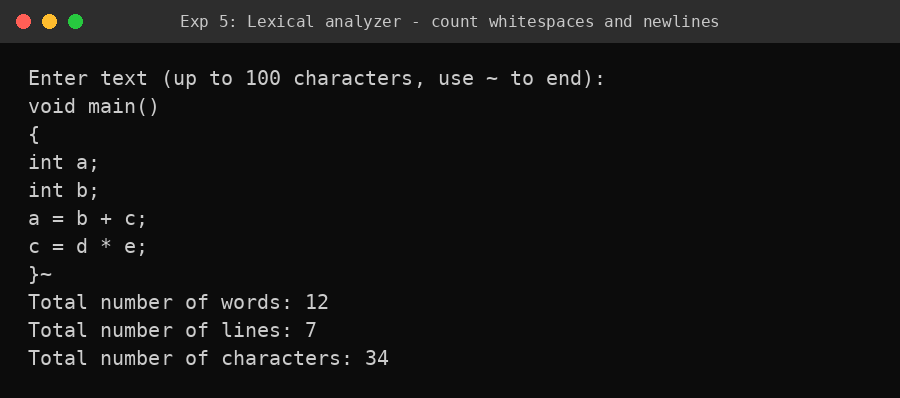 Exp 5: Lexical analyzer - count whitespaces and newlines
Enter text (up to 100 characters, use ~ to end):
void main()
{
int a;
int b;
a = b + c;
c = d * e;
}~
Total number of words: 12
Total number of lines: 7
Total number of characters: 34